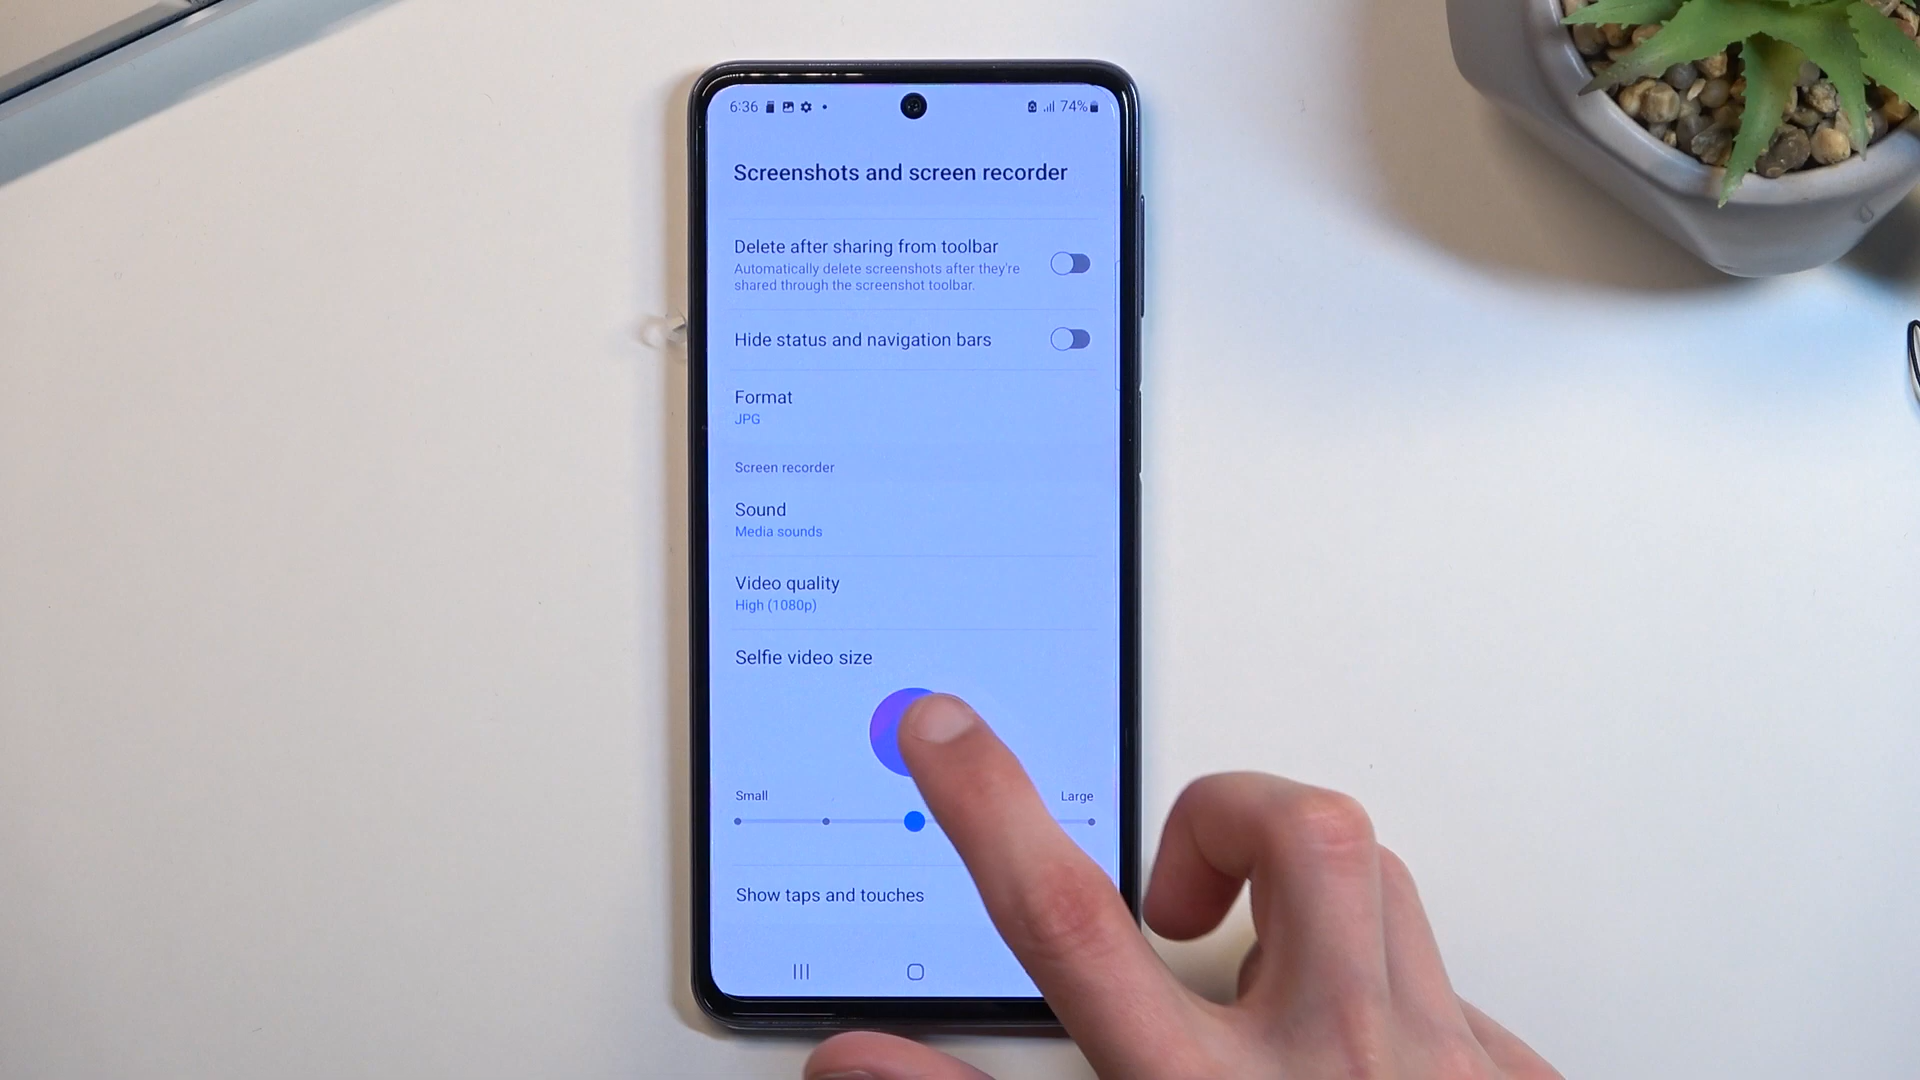 6:36 74%
Screenshots and screen recorder
Delete after sharing from toolbar
Automatically delete screenshots after they're
shared through the screenshot toolbar.
Hide status and navigation bars
Format
JPG
Screen recorder
Sound
Media sounds
Video quality
High (1080p)
Selfie video size
Small Large
Show taps and touches